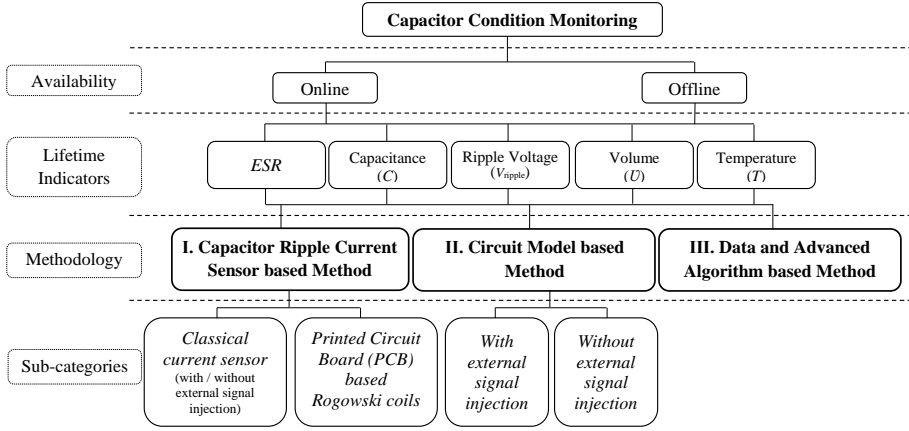 Capacitor Condition Monitoring
Availability
Online
Offline
Lifetime
Indicators
ESR
Capacitance
(C)
Ripple Voltage
(Vripple)
Volume
(U)
Temperature
(T)
Methodology
I. Capacitor Ripple Current
Sensor based Method
II. Circuit Model based
Method
III. Data and Advanced
Algorithm based Method
Sub-categories
Classical
current sensor
(with / without
external signal
injection)
Printed Circuit
Board (PCB)
based
Rogowski coils
With
external
signal
injection
Without
external
signal
injection